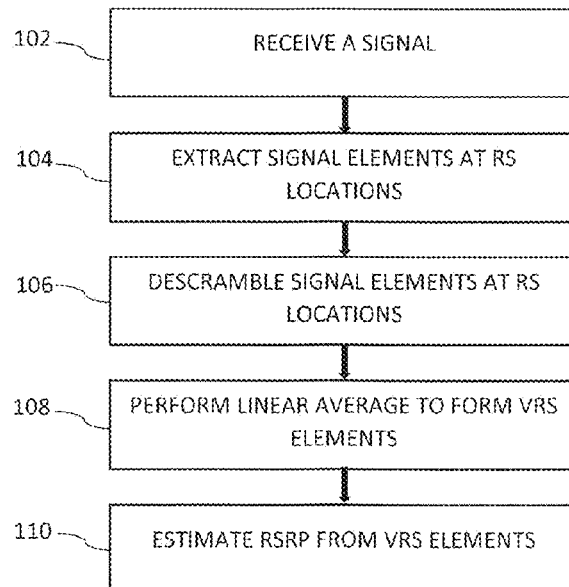 102
RECEIVE A SIGNAL
104
EXTRACT SIGNAL ELEMENTS AT RS
LOCATIONS
106
DESCRAMBLE SIGNAL ELEMENTS AT RS
LOCATIONS
108
PERFORM LINEAR AVERAGE TO FORM VRS
ELEMENTS
110
ESTIMATE RSRP FROM VRS ELEMENTS